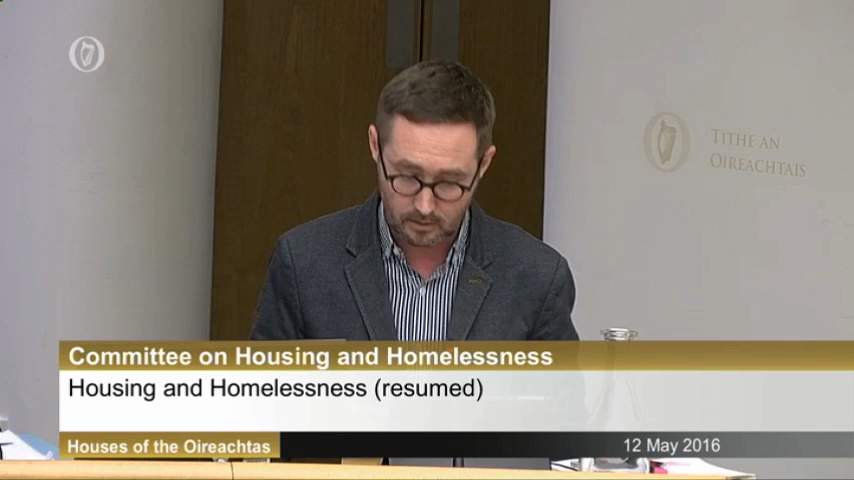 TITHE AN
OIREACHTAIS
Committee on Housing and Homelessness
Housing and Homelessness (resumed)
Houses of the Oireachtas
12 May 2016